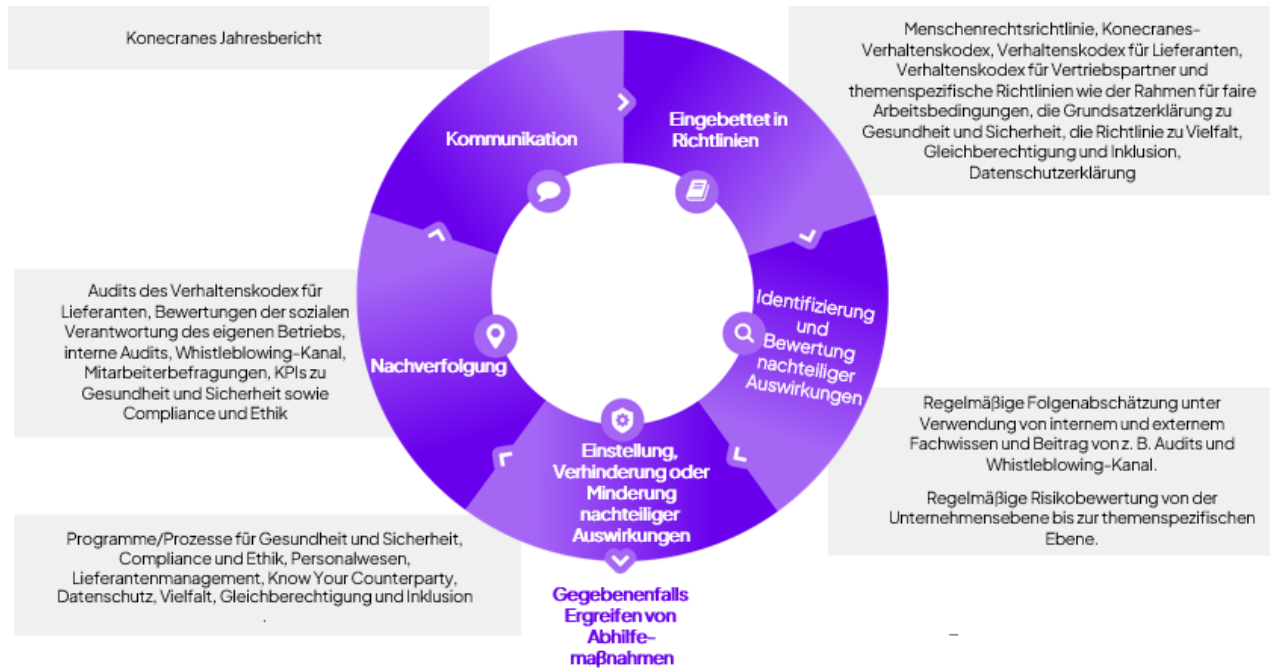 Konecranes Jahresbericht
Menschenrechtsrichtlinie, Konecranes-
Verhaltenskodex, Verhaltenskodex für Lieferanten,
Verhaltenskodex für Vertriebspartner und
themenspezifische Richtlinien wie der Rahmen für faire
Arbeitsbedingungen, die Grundsatzerklärung zu
Gesundheit und Sicherheit, die Richtlinie zu Vielfalt,
Gleichberechtigung und Inklusion,
Datenschutzerklärung
Kommunikation
Eingebettet in
Richtlinien
Identifizierung
und
Bewertung
nachteiliger
Auswirkungen
Regelmäßige Folgenabschätzung unter
Verwendung von internem und externem
Fachwissen und Beitrag von z. B. Audits und
Whistleblowing-Kanal.
Regelmäßige Risikobewertung von der
Unternehmensebene bis zur themenspezifischen
Ebene.
Audits des Verhaltenskodex für
Lieferanten, Bewertungen der sozialen
Verantwortung des eigenen Betriebs,
interne Audits, Whistleblowing-Kanal,
Mitarbeiterbefragungen, KPIs zu
Gesundheit und Sicherheit sowie
Compliance und Ethik
Nachverfolgung
Einstellung,
Verhinderung oder
Minderung
nachteiliger
Auswirkungen
Programme/Prozesse für Gesundheit und Sicherheit,
Compliance und Ethik, Personalwesen,
Lieferantenmanagement, Know Your Counterparty,
Datenschutz, Vielfalt, Gleichberechtigung und Inklusion
.
Gegebenenfalls
Ergreifen von
Abhilfe-
maßnahmen
–